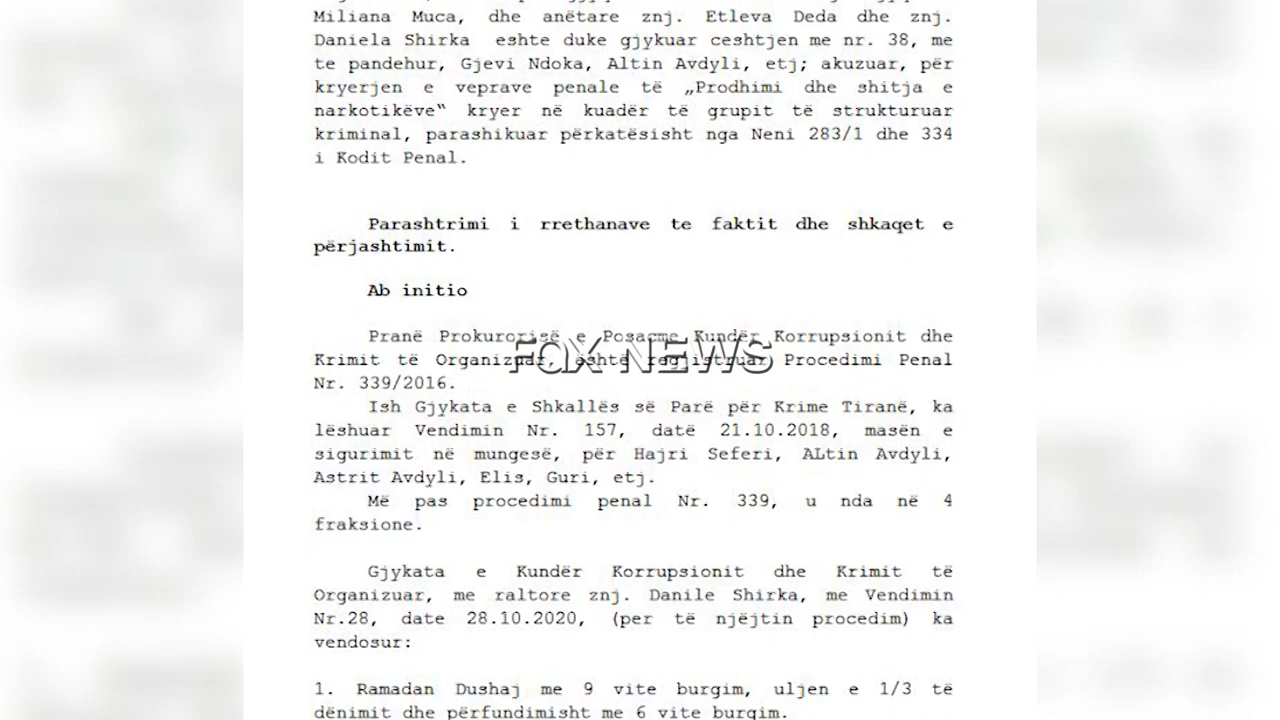 Miliana Muca, dhe anëtare znj. Etleva Deda dhe znj.
Daniela Shirka eshte duke gjykuar ceshtjen me nr. 38, me
te pandehur, Gjevi Ndoka, Altin Avdyli, etj; akuzuar, për
kryerjen e veprave penale të „Prodhimi dhe shitja e
narkotikëve“ kryer në kuadër të grupit të strukturuar
kriminal, parashikuar përkatësisht nga Neni 283/1 dhe 334
i Kodit Penal.
Parashtrimi i rrethanave te faktit dhe shkaqet e
përjashtimit.
Ab initio
Pranë Prokurorisë e Posaçme Kundër Korrupsionit dhe
Krimit të Organizuar, është regjistruar Procedimi Penal
Nr. 339/2016.
FOX NEWS
Ish Gjykata e Shkallës së Parë për Krime Tiranë, ka
lëshuar Vendimin Nr. 157, datë 21.10.2018, masën e
sigurimit në mungesë, për Hajri Seferi, ALtin Avdyli,
Astrit Avdyli, Elis, Guri, etj.
Më pas procedimi penal Nr. 339, u nda në 4
fraksione.
Gjykata e Kundër Korrupsionit dhe Krimit të
Organizuar, me raltore znj. Danile Shirka, me Vendimin
Nr.28, date 28.10.2020, (per të njëjtin procedim) ka
vendosur:
1. Ramadan Dushaj me 9 vite burgim, uljen e 1/3 të
dënimit dhe përfundimisht me 6 vite burgim.